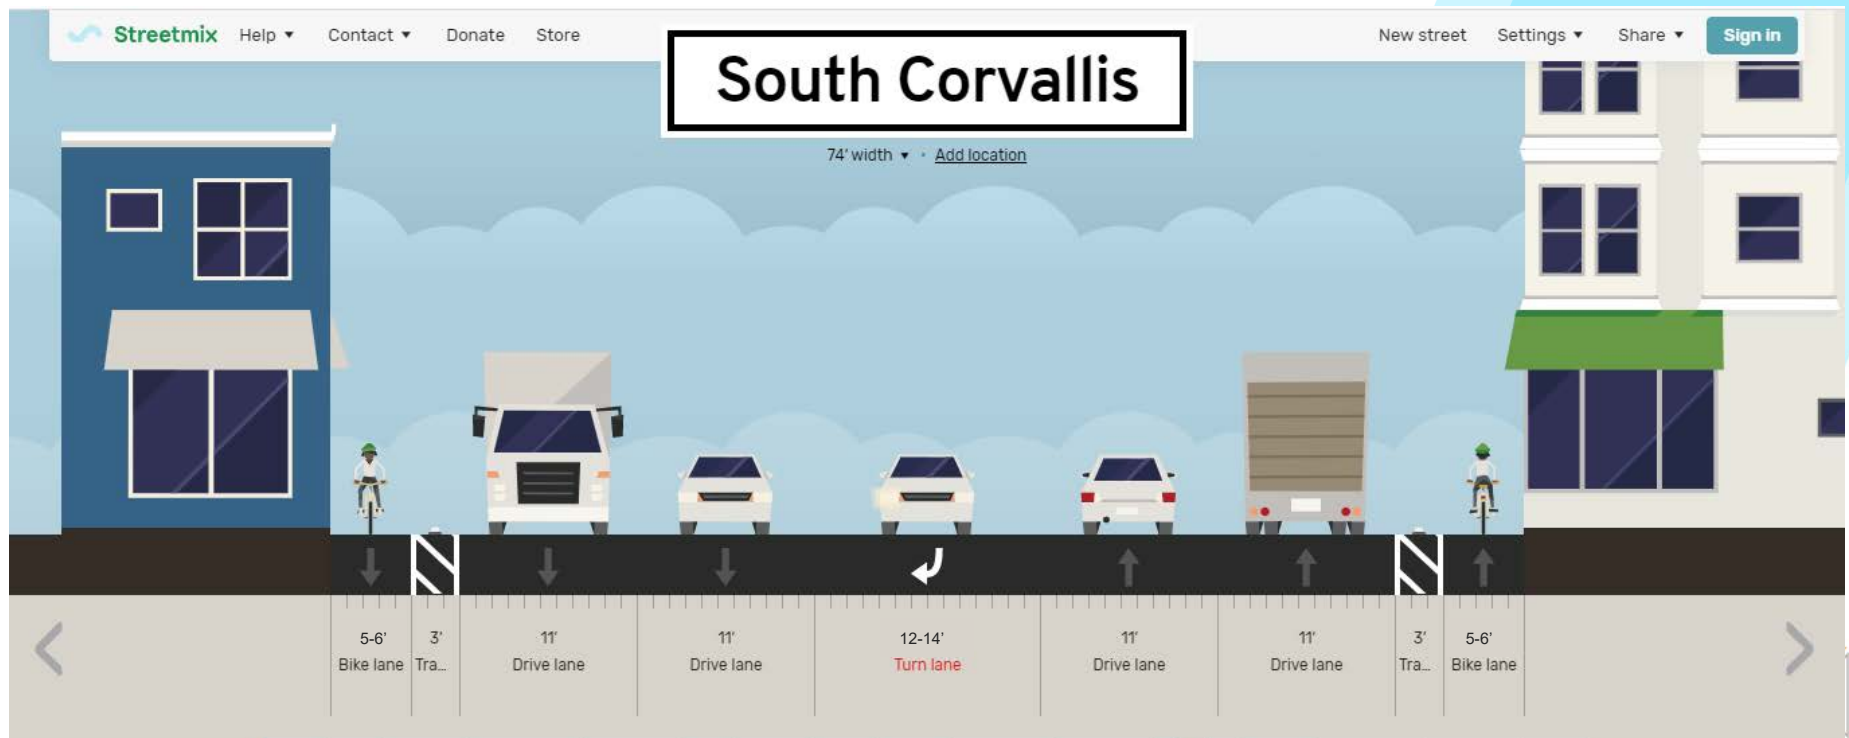 Streetmix Help ▾ Contact ▾ Donate Store New street Settings ▾ Share ▾ Sign in
South Corvallis
74' width ▾ · Add location
5-6' 3' 11' 11' 12-14' 11' 11' 3' 5-6'
Bike lane Tra... Drive lane Drive lane Turn lane Drive lane Drive lane Tra... Bike lane